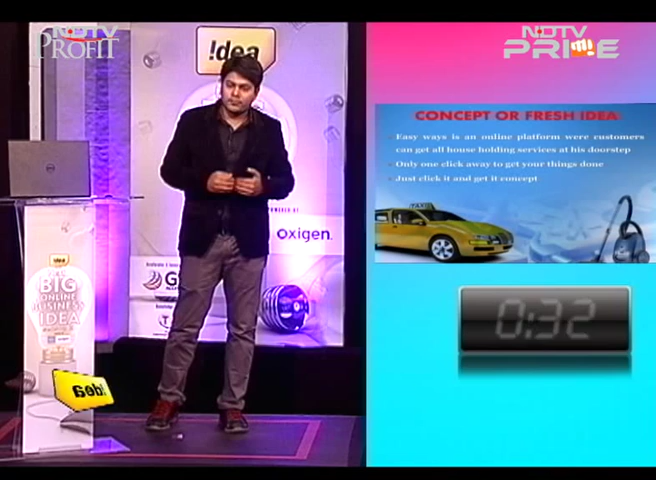 NDTV
PROFIT
!dea
NDTV
PRIME
CONCEPT OR FRESH IDEA
Easy ways is an online platform were customers
can get all house holding services at his doorstep
Only one click away to get your things done
Just click it and get it concept
TAXI
oxigen.
DELL
0:32
idea
BIG
ONLINE
BUSINESS
IDEA
!dea